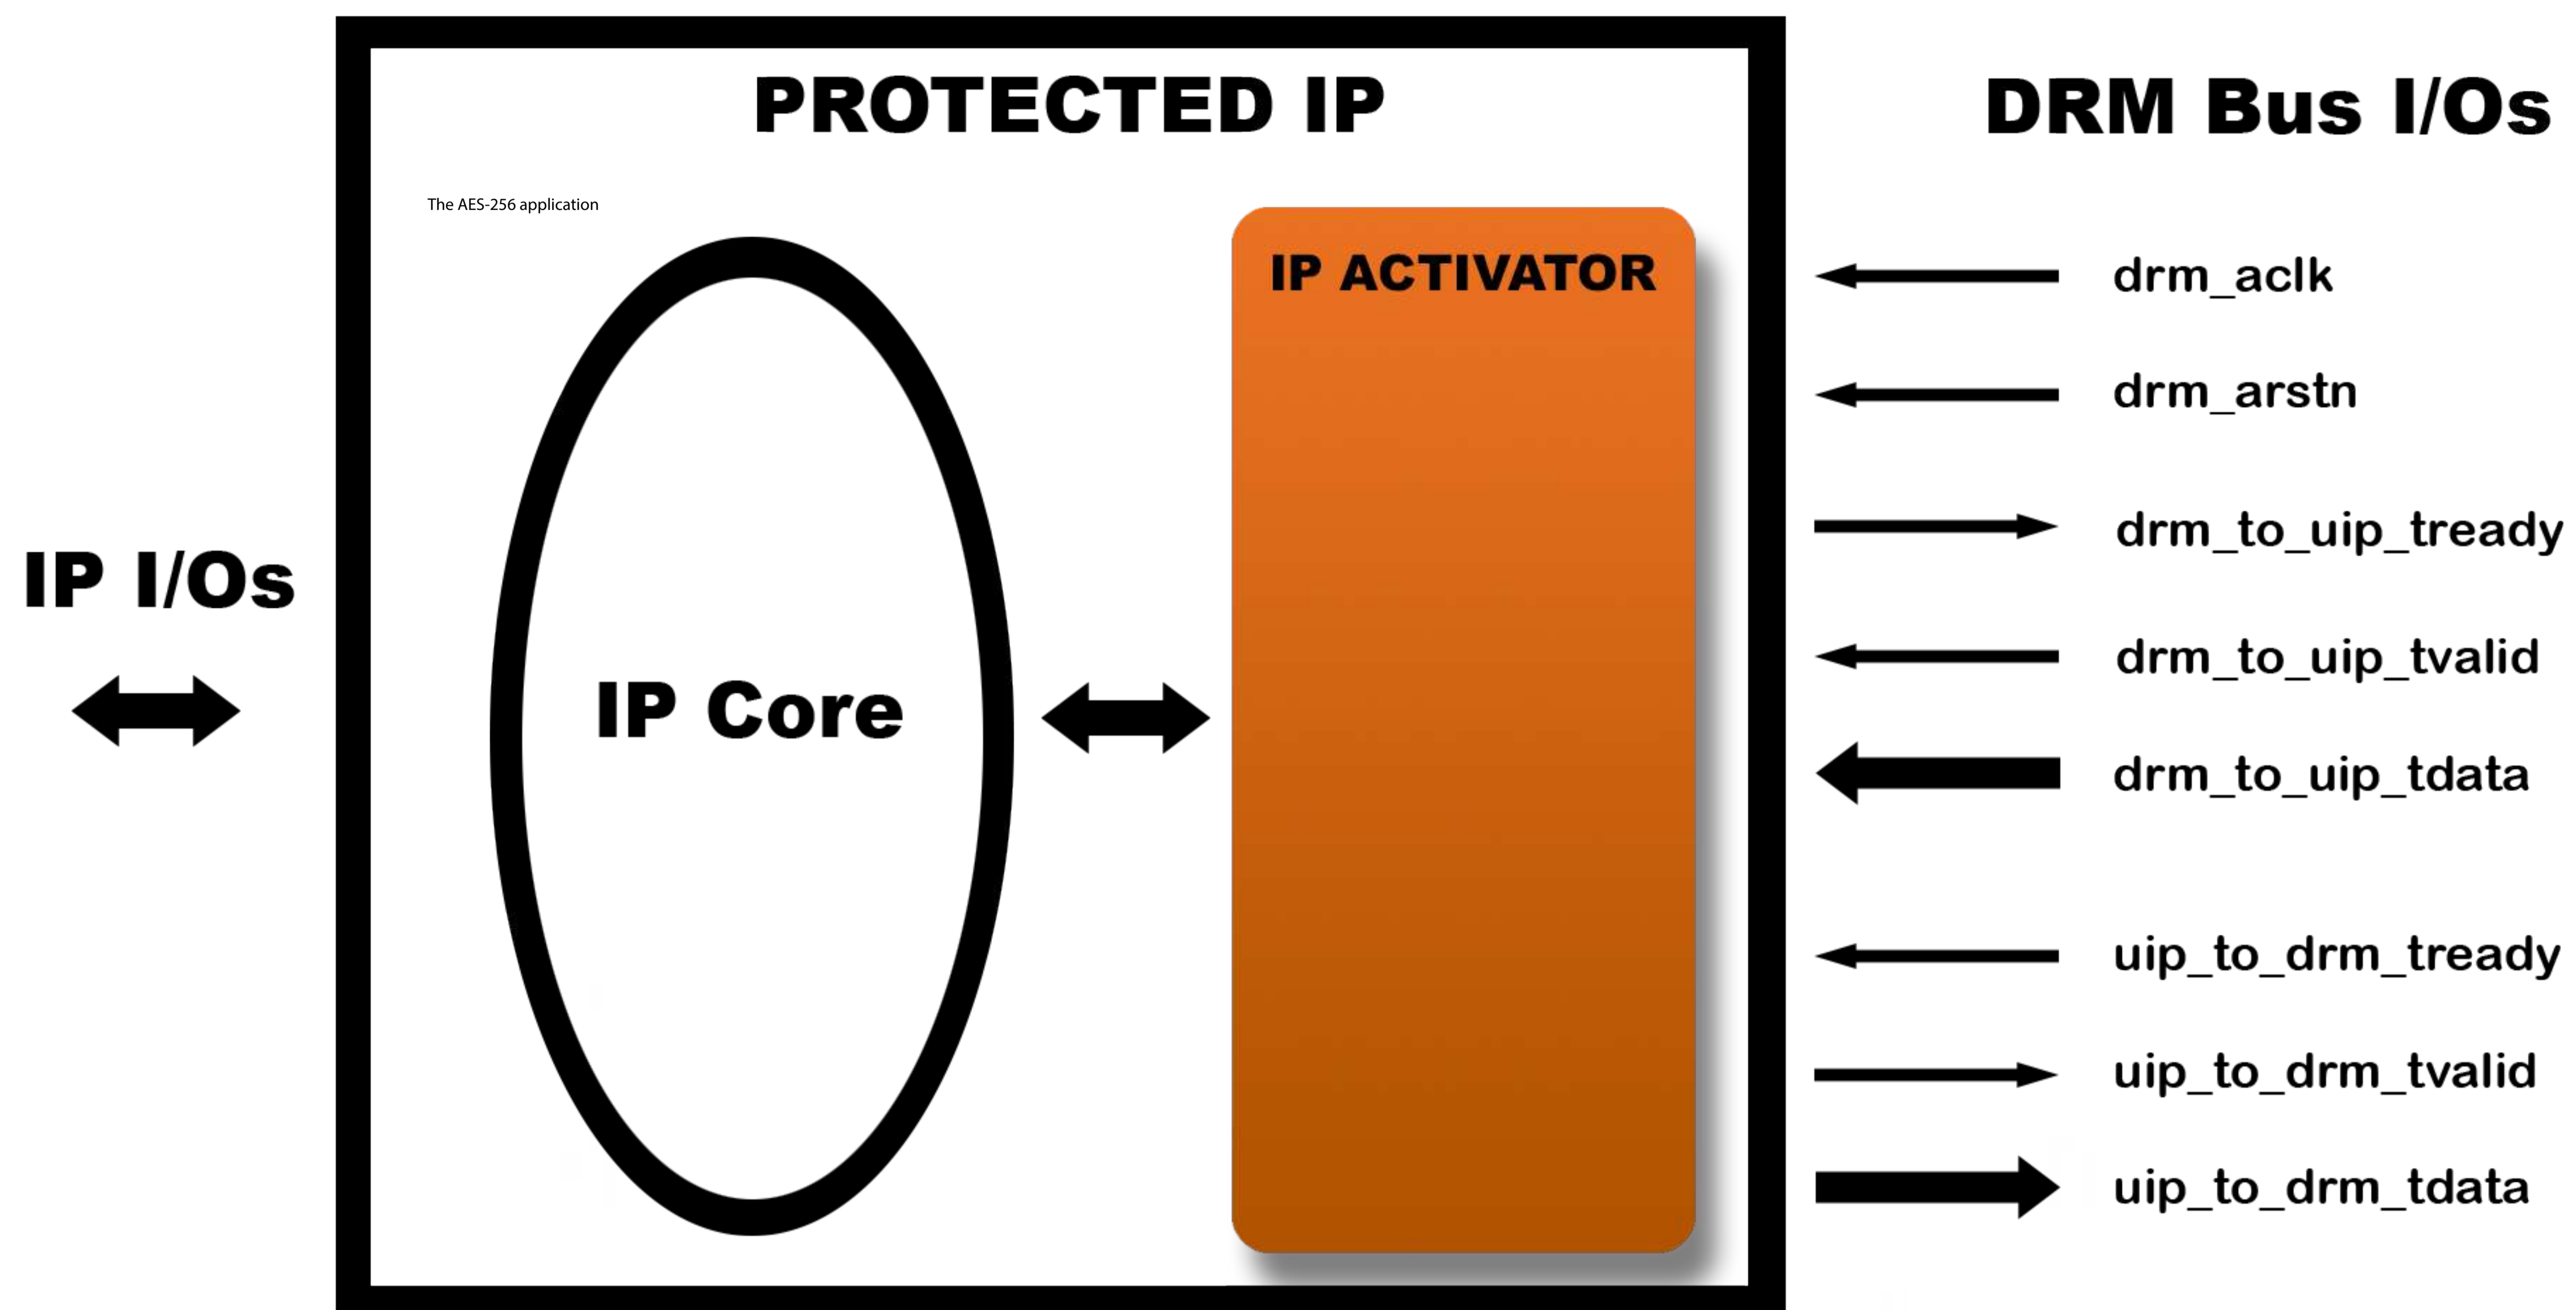 PROTECTED IP
DRM Bus I/Os
The AES-256 application
IP ACTIVATOR
drm_aclk
drm_arstn
drm_to_uip_tready
IP I/Os
drm_to_uip_tvalid
IP Core
drm_to_uip_tdata
uip_to_drm_tready
uip_to_drm_tvalid
uip_to_drm_tdata